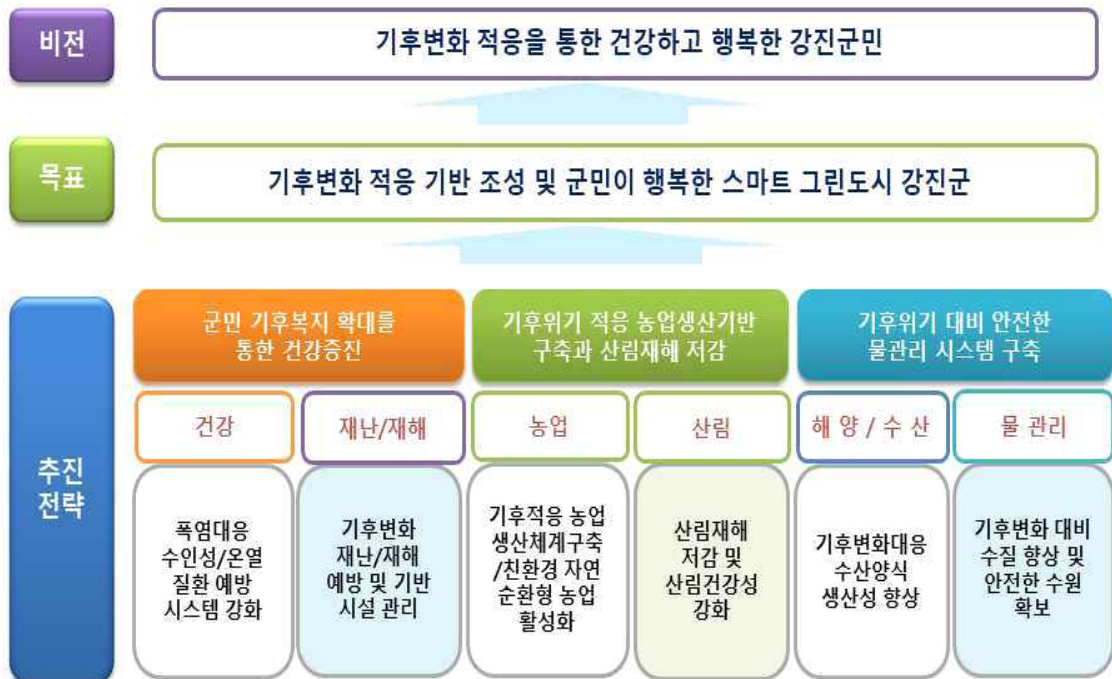 비전
기후변화 적응을 통한 건강하고 행복한 강진군민
목표
기후변화 적응 기반 조성 및 군민이 행복한 스마트 그린도시 강진군
추진
전략
군민 기후복지 확대를
통한 건강증진
기후위기 적응 농업생산기반
구축과 산림재해 저감
기후위기 대비 안전한
물관리 시스템 구축
건강
재난/재해
농업
산림
해 양 / 수 산
물 관리
폭염대응
수인성/온열
질환 예방
시스템 강화
기후변화
재난/재해
예방 및 기반
시설 관리
기후적응 농업
생산체계구축
/친환경 자연
순환형 농업
활성화
산림재해
저감 및
산림건강성
강화
기후변화대응
수산양식
생산성 향상
기후변화 대비
수질 향상 및
안전한 수원
확보